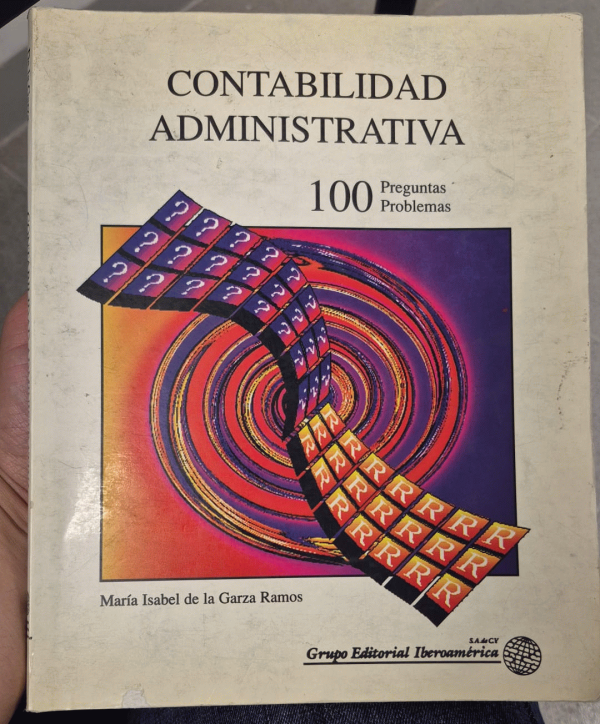 CONTABILIDAD
ADMINISTRATIVA
100 Preguntas
Problemas
? ? ? ?
? ? ? ?
? ? ? ?
R R R R R R
R R R R R
R R R R R
María Isabel de la Garza Ramos
S.A. de C.V.
Grupo Editorial Iberoamérica